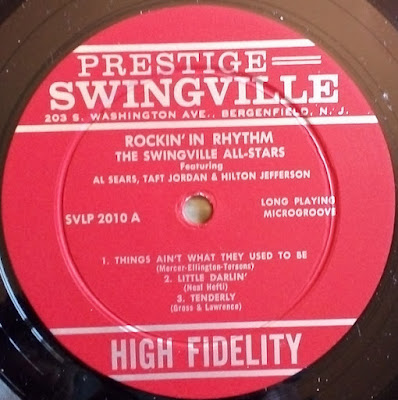 PRESTIGE
SWINGVILLE
203 S. WASHINGTON AVE., BERGENFIELD, N. J.
ROCKIN' IN RHYTHM
THE SWINGVILLE ALL-STARS
Featuring
AL SEARS, TAFT JORDAN & HILTON JEFFERSON
SVLP 2010 A
LONG PLAYING
MICROGROOVE
1. THINGS AIN'T WHAT THEY USED TO BE
(Mercer-Ellington-Tersons)
2. LITTLE DARLIN'
(Neal Hefti)
3. TENDERLY
(Gross & Lawrence)
HIGH FIDELITY